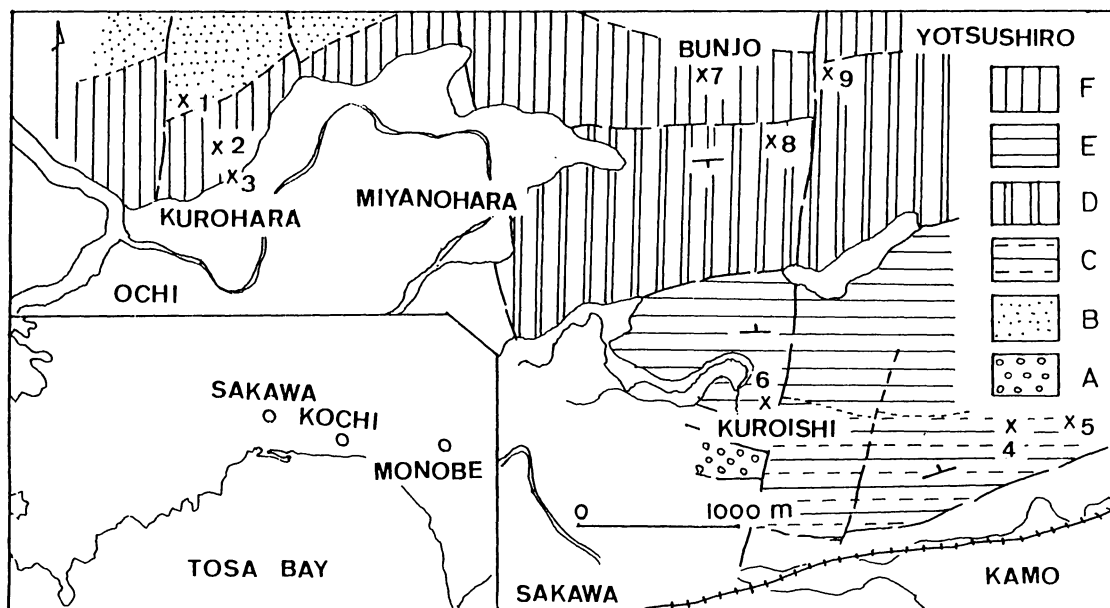 BUNJO
YOTSUSHIRO
x7
x9
F
x1
E
x2
x8
x3
MIYANOHARA
D
KUROHARA
C
OCHI
B
6
x
A
SAKAWA
KOCHI
KUROISHI
x
4
x5
MONOBE
0 1000 m
TOSA BAY
SAKAWA
KAMO